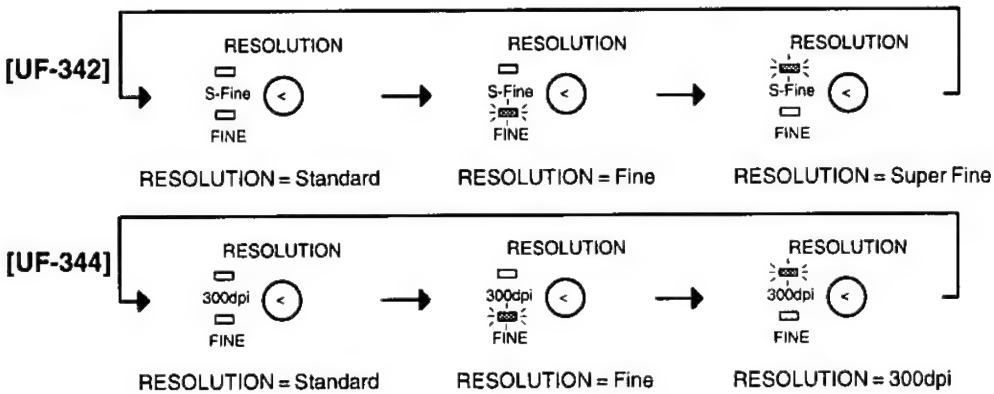 RESOLUTION RESOLUTION RESOLUTION
[UF-342]
S-Fine < S-Fine < S-Fine <
FINE FINE FINE
RESOLUTION = Standard RESOLUTION = Fine RESOLUTION = Super Fine
RESOLUTION RESOLUTION RESOLUTION
[UF-344]
300dpi < 300dpi < 300dpi <
FINE FINE FINE
RESOLUTION = Standard RESOLUTION = Fine RESOLUTION = 300dpi